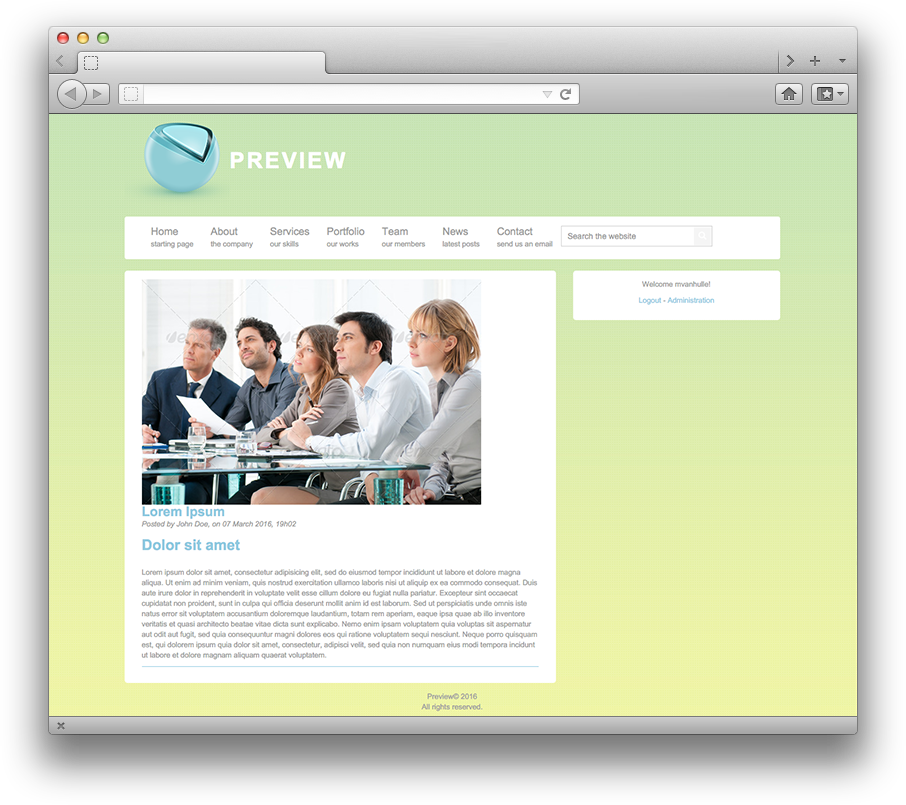 PREVIEW
Home About Services Portfolio Team News Contact
starting page the company our skills our works our members latest posts send us an email
Search the website
Welcome mvanhulle!
Logout - Administration
Lorem Ipsum
Posted by John Doe, on 07 March 2016, 19h02
Dolor sit amet
Lorem ipsum dolor sit amet, consectetur adipisicing elit, sed do eiusmod tempor incididunt ut labore et dolore magna
aliqua. Ut enim ad minim veniam, quis nostrud exercitation ullamco laboris nisi ut aliquip ex ea commodo consequat. Duis
aute irure dolor in reprehenderit in voluptate velit esse cillum dolore eu fugiat nulla pariatur. Excepteur sint occaecat
cupidatat non proident, sunt in culpa qui officia deserunt mollit anim id est laborum. Sed ut perspiciatis unde omnis iste
natus error sit voluptatem accusantium doloremque laudantium, totam rem aperiam, eaque ipsa quae ab illo inventore
veritatis et quasi architecto beatae vitae dicta sunt explicabo. Nemo enim ipsam voluptatem quia voluptas sit aspernatur
aut odit aut fugit, sed quia consequuntur magni dolores eos qui ratione voluptatem sequi nesciunt. Neque porro quisquam
est, qui dolorem ipsum quia dolor sit amet, consectetur, adipisci velit, sed quia non numquam eius modi tempora incidunt
ut labore et dolore magnam aliquam quaerat voluptatem.
Preview© 2016
All rights reserved.